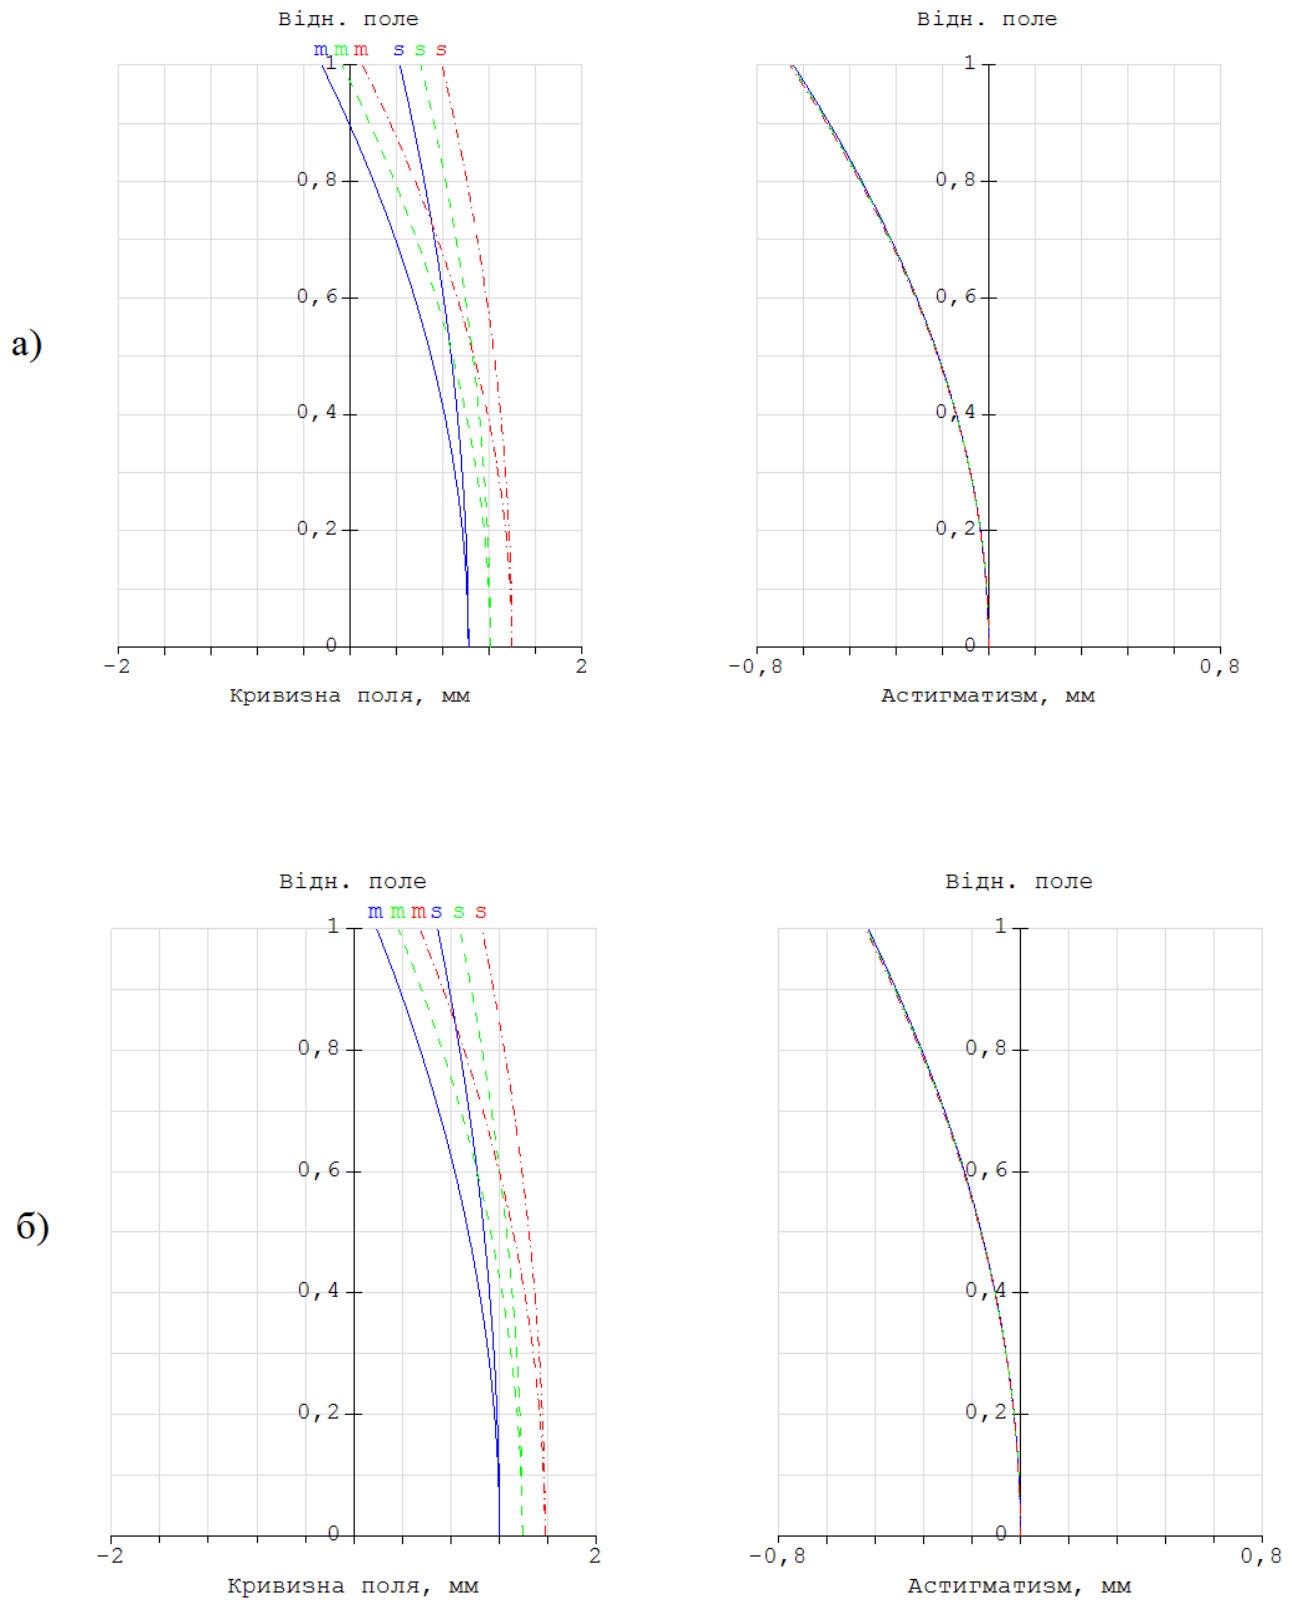 Відн. поле
Відн. поле
m m m s s s
1
1
0,8
0,8
0,6
0,6
а)
0,4
0,4
0,2
0,2
0
0
-2
2
-0,8
0,8
Кривизна поля, мм
Астигматизм, мм
Відн. поле
Відн. поле
m m m s s s
1
1
0,8
0,8
0,6
0,6
б)
0,4
0,4
0,2
0,2
0
0
-2
2
-0,8
0,8
Кривизна поля, мм
Астигматизм, мм